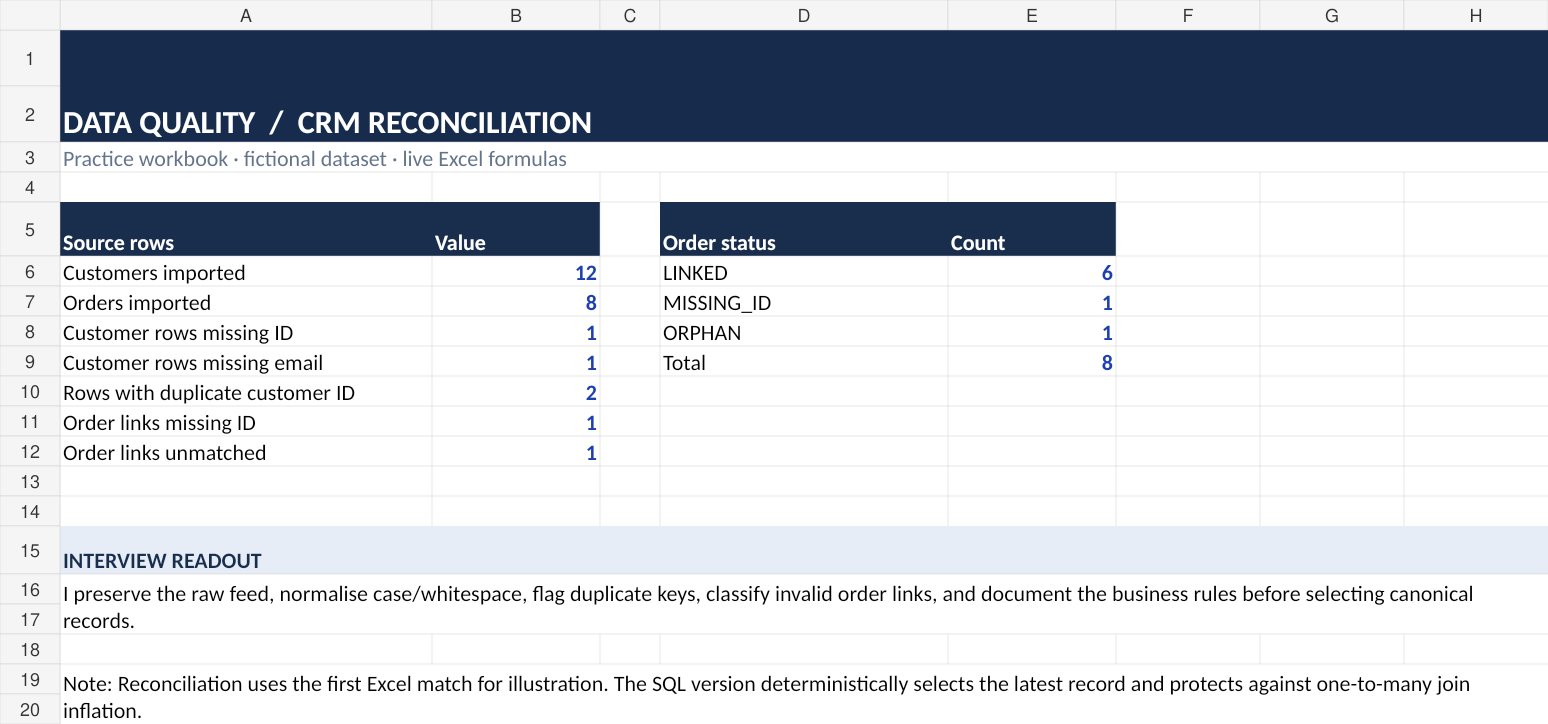 A B C D E F G H
1
2 DATA QUALITY / CRM RECONCILIATION
3 Practice workbook · fictional dataset · live Excel formulas
4
5 Source rows Value Order status Count
6 Customers imported 12 LINKED 6
7 Orders imported 8 MISSING_ID 1
8 Customer rows missing ID 1 ORPHAN 1
9 Customer rows missing email 1 Total 8
10 Rows with duplicate customer ID 2
11 Order links missing ID 1
12 Order links unmatched 1
13
14
15 INTERVIEW READOUT
16 I preserve the raw feed, normalise case/whitespace, flag duplicate keys, classify invalid order links, and document the business rules before selecting canonical
17 records.
18
19 Note: Reconciliation uses the first Excel match for illustration. The SQL version deterministically selects the latest record and protects against one-to-many join
20 inflation.